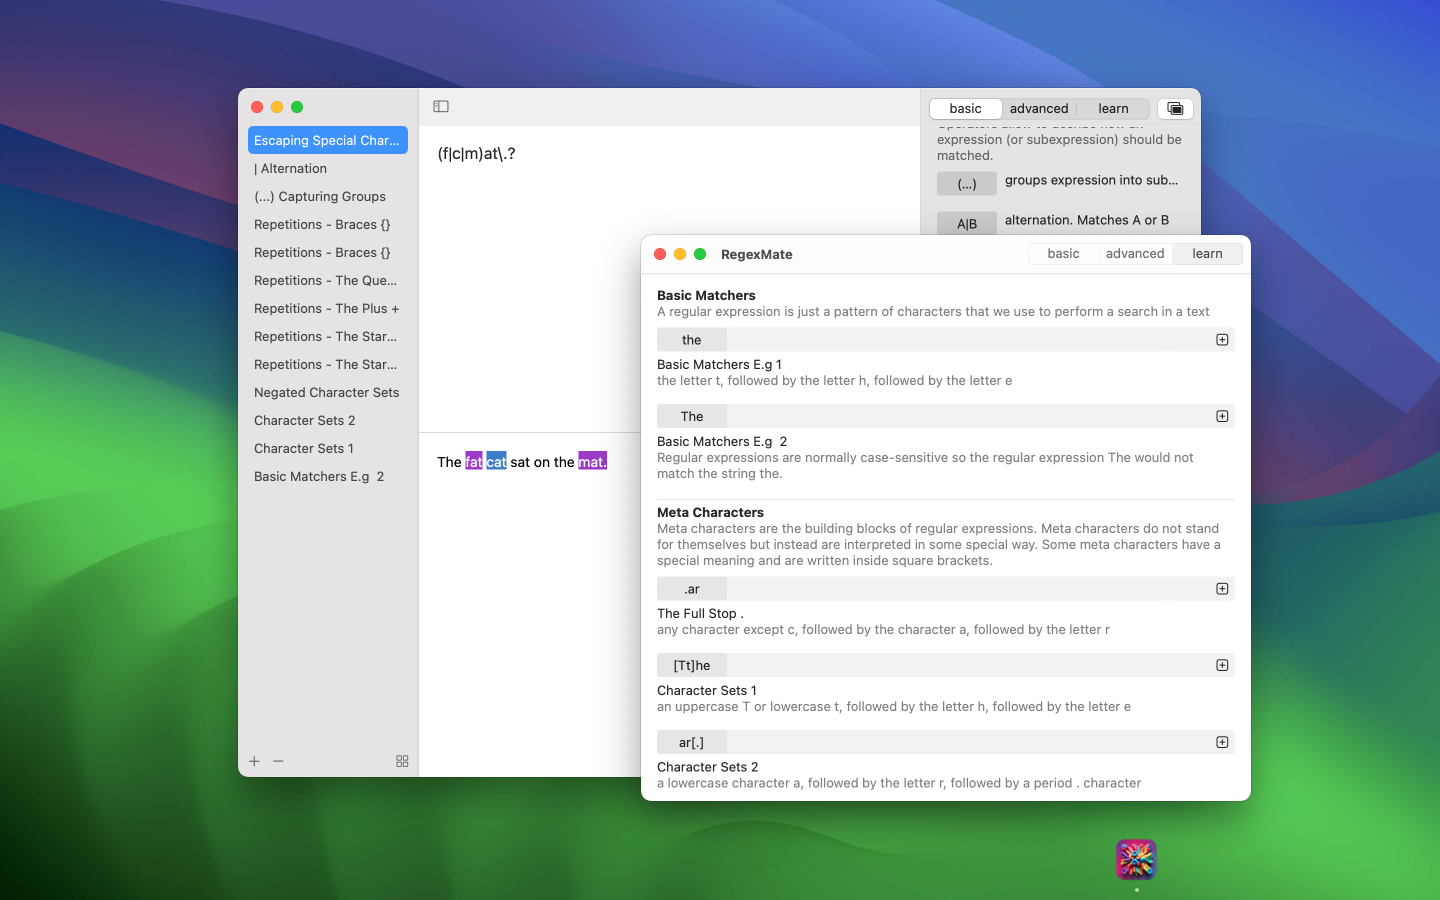 Escaping Special Char...
| Alternation
(...) Capturing Groups
Repetitions - Braces {}
Repetitions - Braces {}
Repetitions - The Que...
Repetitions - The Plus +
Repetitions - The Star...
Repetitions - The Star...
Negated Character Sets
Character Sets 2
Character Sets 1
Basic Matchers E.g 2
(f|c|m)at\.?
The fat cat sat on the mat.
basic advanced learn
expression (or subexpression) should be
matched.
(...) groups expression into sub...
A|B alternation. Matches A or B
RegexMate
basic advanced learn
Basic Matchers
A regular expression is just a pattern of characters that we use to perform a search in a text
the
Basic Matchers E.g 1
the letter t, followed by the letter h, followed by the letter e
The
Basic Matchers E.g 2
Regular expressions are normally case-sensitive so the regular expression The would not
match the string the.
Meta Characters
Meta characters are the building blocks of regular expressions. Meta characters do not stand
for themselves but instead are interpreted in some special way. Some meta characters have a
special meaning and are written inside square brackets.
.ar
The Full Stop .
any character except c, followed by the character a, followed by the letter r
[Tt]he
Character Sets 1
an uppercase T or lowercase t, followed by the letter h, followed by the letter e
ar[.]
Character Sets 2
a lowercase character a, followed by the letter r, followed by a period . character